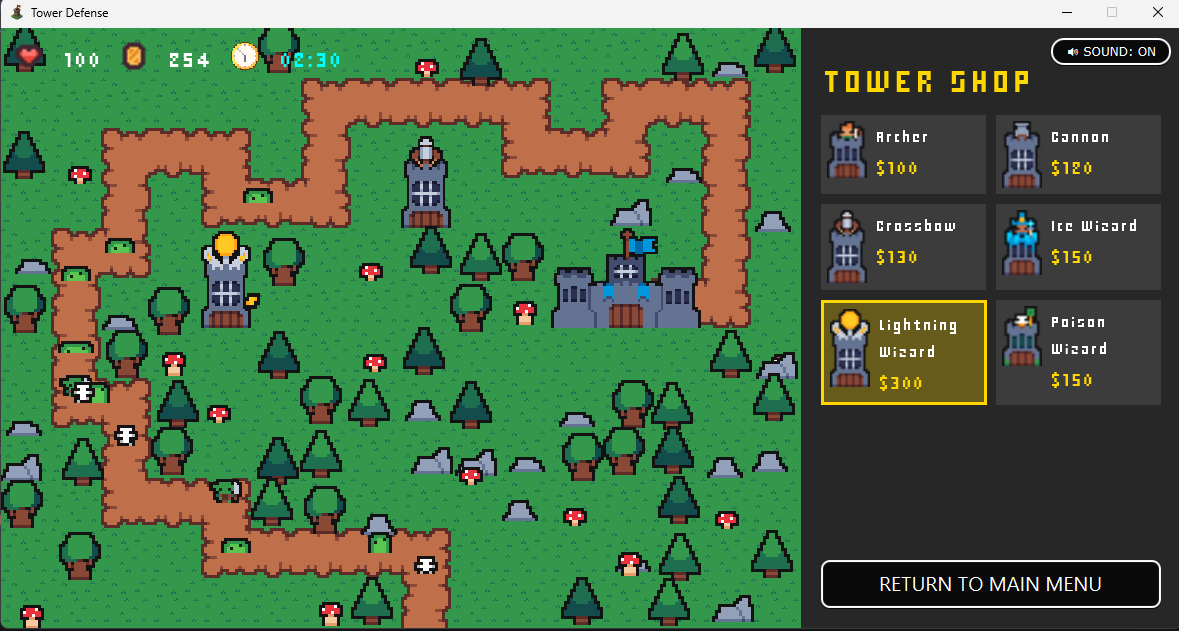 Tower Defense
100 254 02:30
SOUND: ON
TOWER SHOP
Archer
$100
Cannon
$120
Crossbow
$130
Ice Wizard
$150
Lightning
Wizard
$300
Poison
Wizard
$150
RETURN TO MAIN MENU